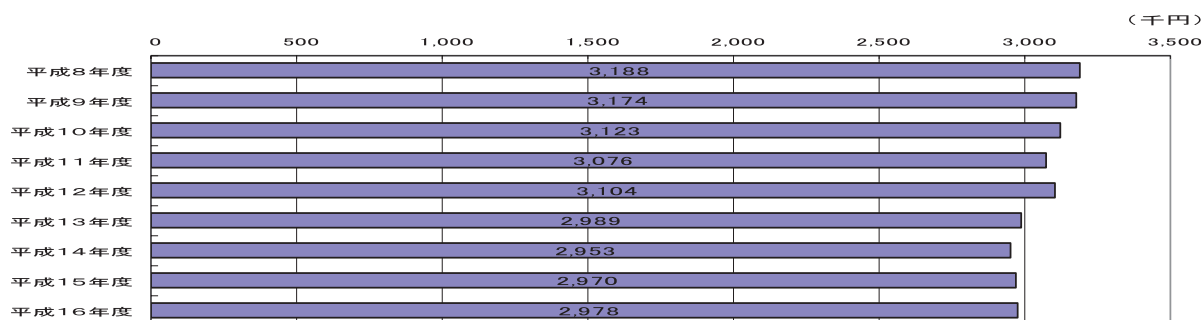 (千円)
0 500 1,000 1,500 2,000 2,500 3,000 3,500
平成8年度 3,188
平成9年度 3,174
平成10年度 3,123
平成11年度 3,076
平成12年度 3,104
平成13年度 2,989
平成14年度 2,953
平成15年度 2,970
平成16年度 2,978